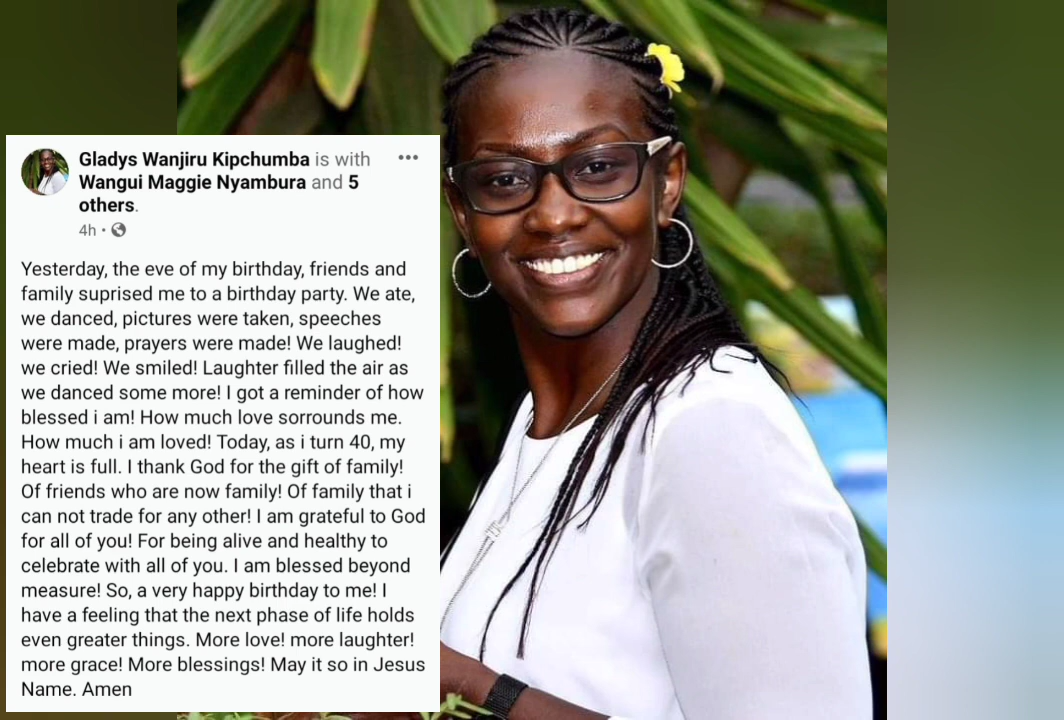 Gladys Wanjiru Kipchumba is with
Wangui Maggie Nyambura and 5
others.
4h •
Yesterday, the eve of my birthday, friends and
family suprised me to a birthday party. We ate,
we danced, pictures were taken, speeches
were made, prayers were made! We laughed!
we cried! We smiled! Laughter filled the air as
we danced some more! I got a reminder of how
blessed i am! How much love sorrounds me.
How much i am loved! Today, as i turn 40, my
heart is full. I thank God for the gift of family!
Of friends who are now family! Of family that i
can not trade for any other! I am grateful to God
for all of you! For being alive and healthy to
celebrate with all of you. I am blessed beyond
measure! So, a very happy birthday to me! I
have a feeling that the next phase of life holds
even greater things. More love! more laughter!
more grace! More blessings! May it so in Jesus
Name. Amen